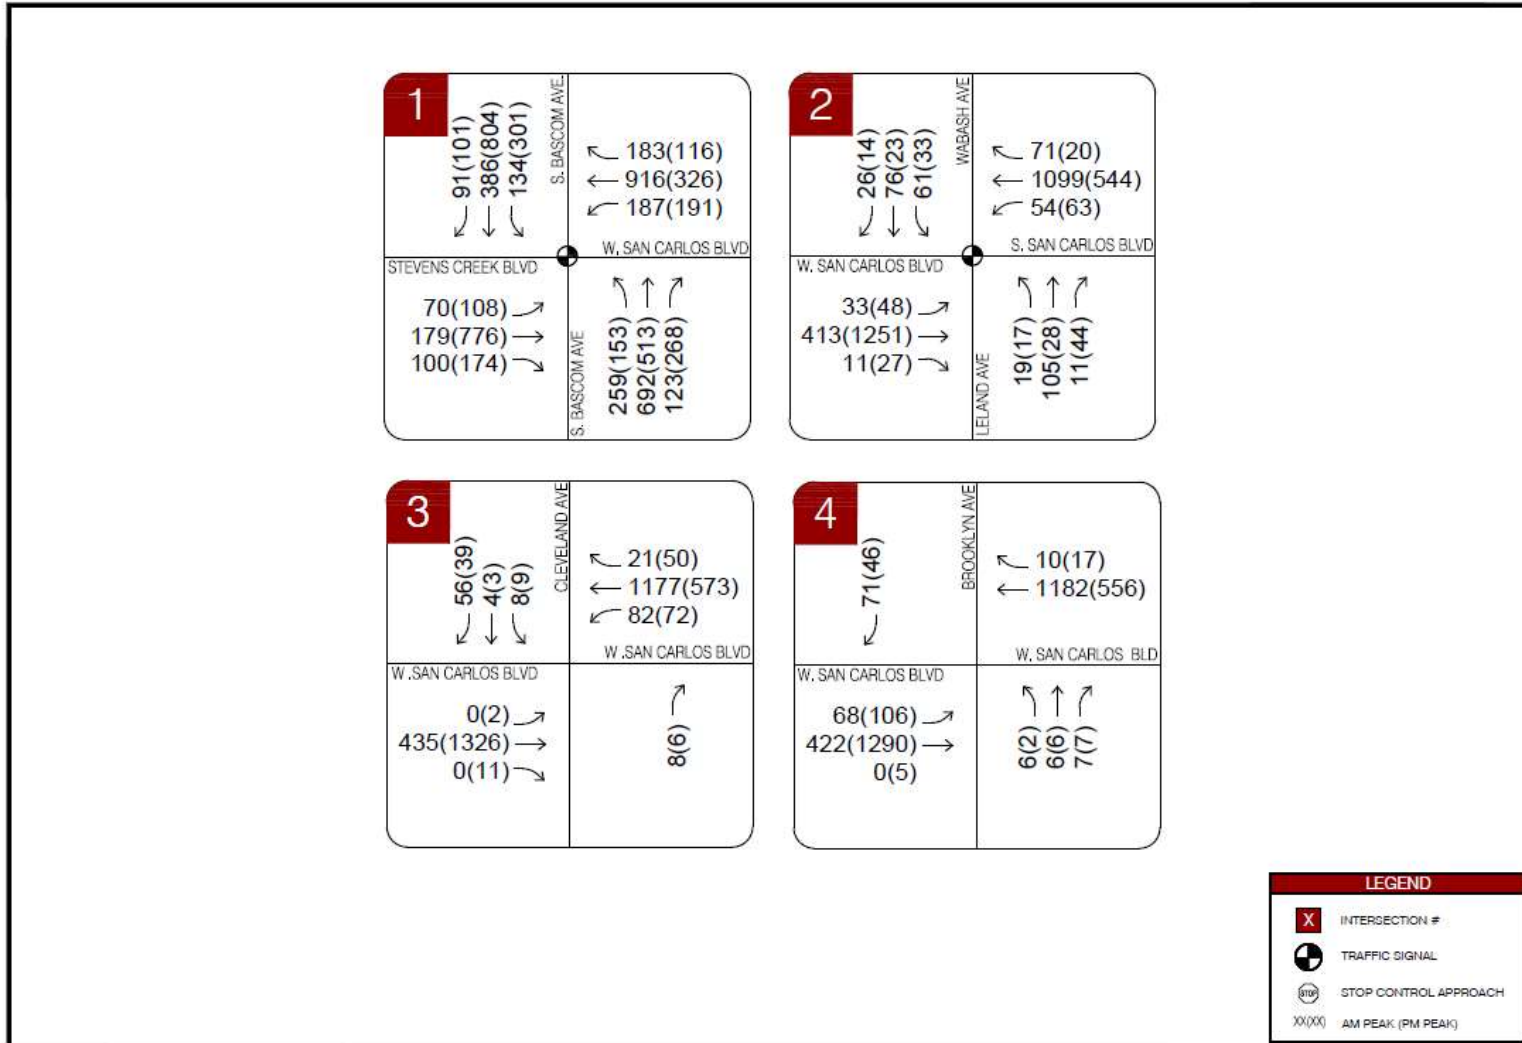 1
91(101)
386(804)
134(301)
S. BASCOM AVE.
183(116)
916(326)
187(191)
W. SAN CARLOS BLVD
STEVENS CREEK BLVD
70(108)
179(776)
100(174)
S. BASCOM AVE
259(153)
692(513)
123(268)
2
26(14)
76(23)
61(33)
WABASH AVE
71(20)
1099(544)
54(63)
S. SAN CARLOS BLVD
W. SAN CARLOS BLVD
33(48)
413(1251)
11(27)
LELAND AVE
19(17)
105(28)
11(44)
3
56(39)
4(3)
8(9)
CLEVELAND AVE
21(50)
1177(573)
82(72)
W .SAN CARLOS BLVD
W .SAN CARLOS BLVD
0(2)
435(1326)
0(11)
8(6)
4
71(46)
BROOKLYN AVE
10(17)
1182(556)
W. SAN CARLOS BLD
W. SAN CARLOS BLVD
68(106)
422(1290)
0(5)
6(2)
6(6)
7(7)
LEGEND
X INTERSECTION #
TRAFFIC SIGNAL
STOP STOP CONTROL APPROACH
XX(XX) AM PEAK (PM PEAK)